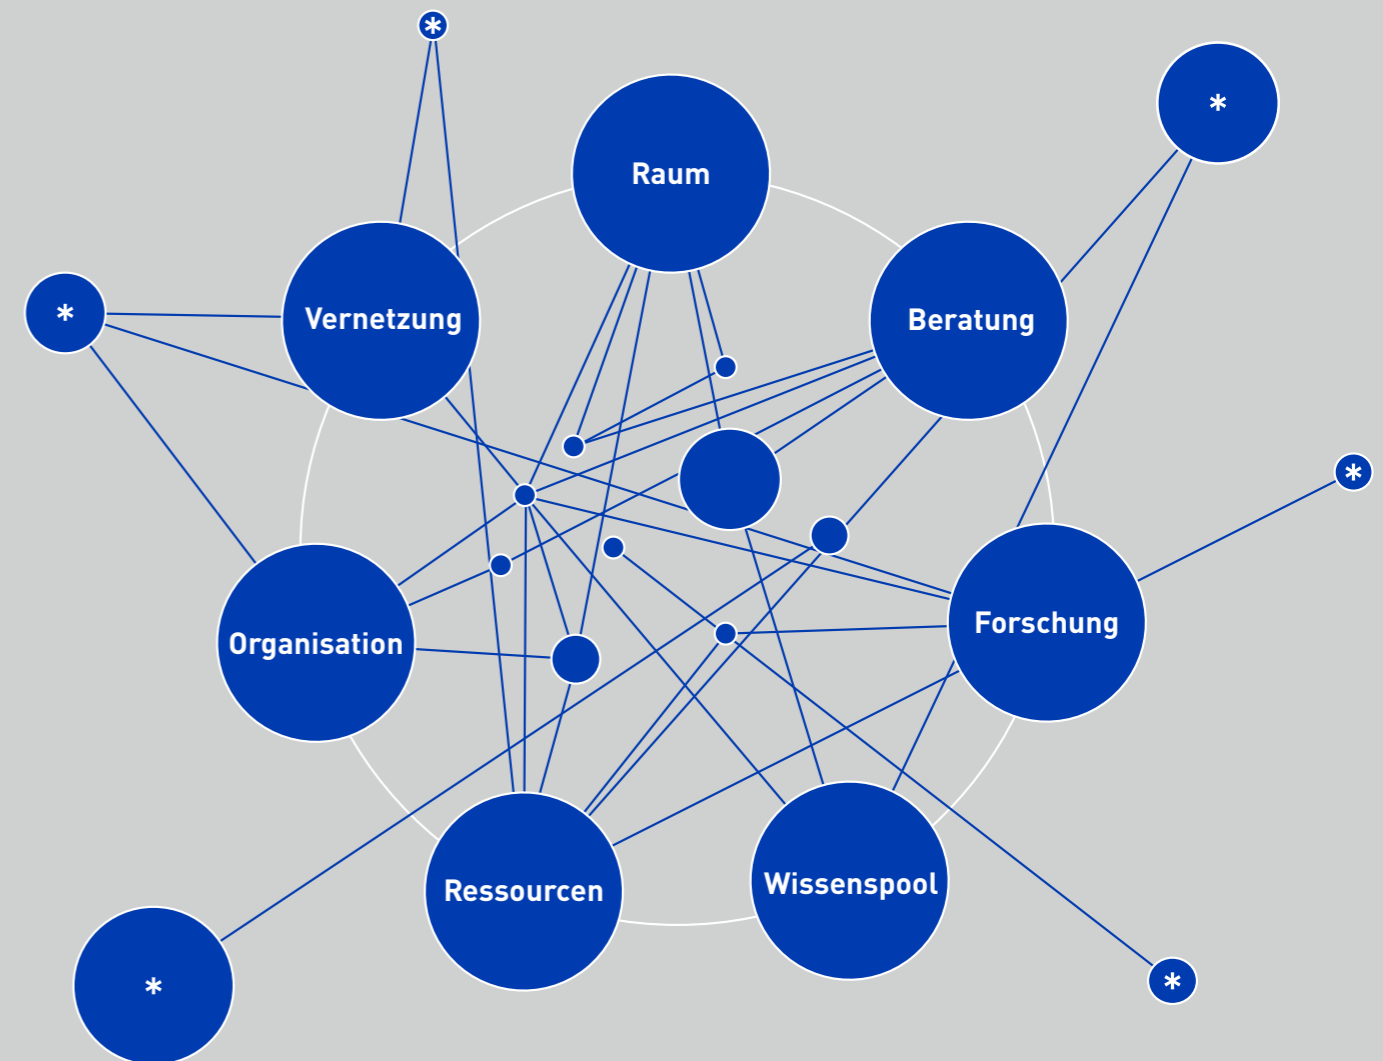 *
*
Raum
Vernetzung
Beratung
*
*
Forschung
Organisation
Ressourcen
Wissenspool
*
*